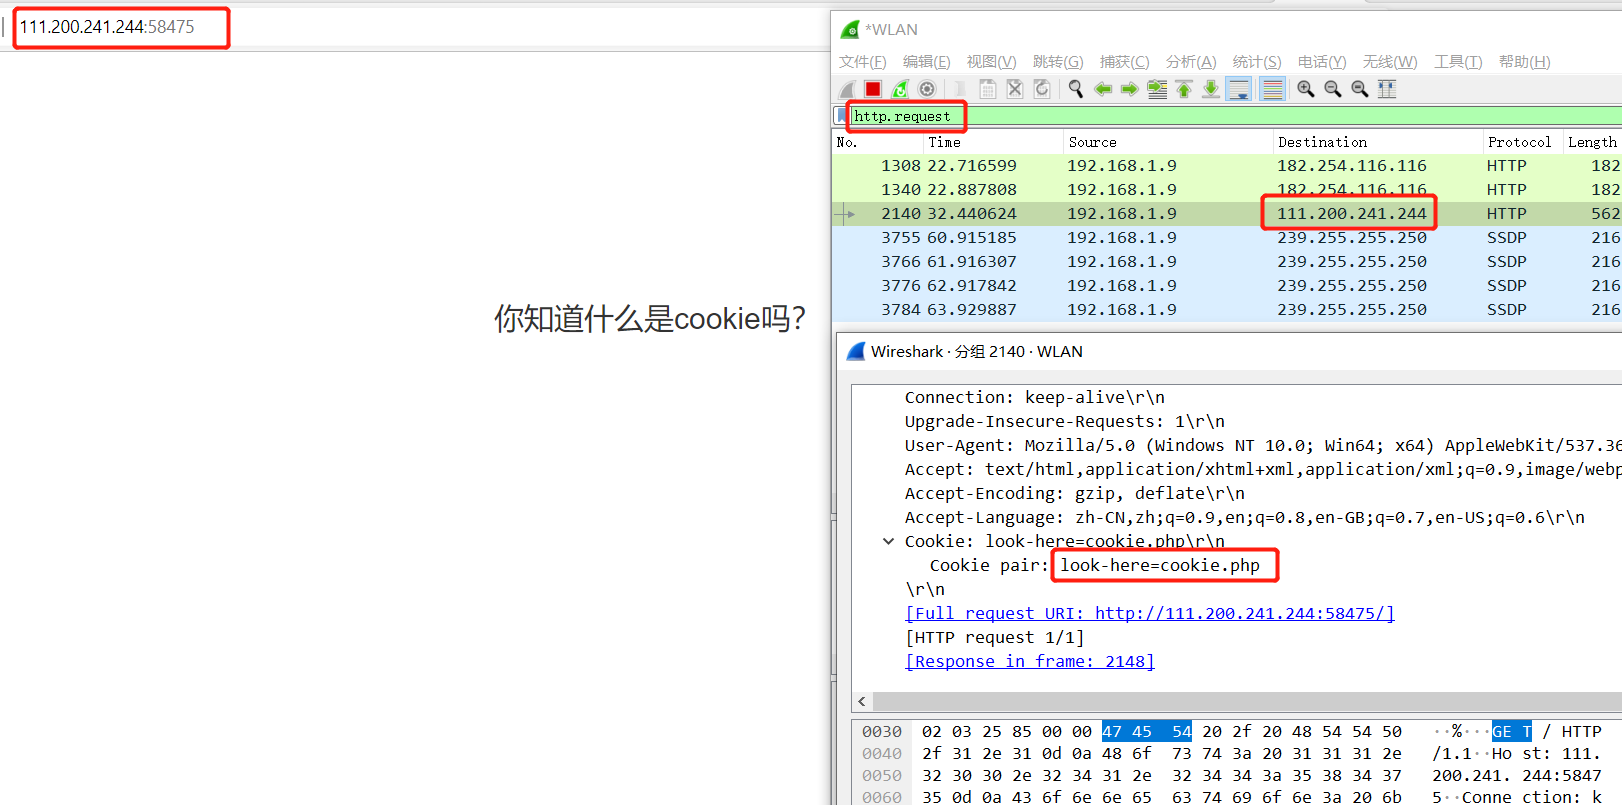 111.200.241.244:58475
你知道什么是cookie吗?
*WLAN
文件(F) 编辑(E) 视图(V) 跳转(G) 捕获(C) 分析(A) 统计(S) 电话(Y) 无线(W) 工具(T) 帮助(H)
http.request
No. Time Source Destination Protocol Length
1308 22.716599 192.168.1.9 182.254.116.116 HTTP 182
1340 22.887808 192.168.1.9 182.254.116.116 HTTP 182
2140 32.440624 192.168.1.9 111.200.241.244 HTTP 562
3755 60.915185 192.168.1.9 239.255.255.250 SSDP 216
3766 61.916307 192.168.1.9 239.255.255.250 SSDP 216
3776 62.917842 192.168.1.9 239.255.255.250 SSDP 216
3784 63.929887 192.168.1.9 239.255.255.250 SSDP 216
Wireshark · 分组 2140 · WLAN
Connection: keep-alive\r\n
Upgrade-Insecure-Requests: 1\r\n
User-Agent: Mozilla/5.0 (Windows NT 10.0; Win64; x64) AppleWebKit/537.36
Accept: text/html,application/xhtml+xml,application/xml;q=0.9,image/webp
Accept-Encoding: gzip, deflate\r\n
Accept-Language: zh-CN,zh;q=0.9,en;q=0.8,en-GB;q=0.7,en-US;q=0.6\r\n
Cookie: look-here=cookie.php\r\n
Cookie pair: look-here=cookie.php
\r\n
[Full request URI: http://111.200.241.244:58475/]
[HTTP request 1/1]
[Response in frame: 2148]
0030 02 03 25 85 00 00 47 45 54 20 2f 20 48 54 54 50 ··%···GE T / HTTP
0040 2f 31 2e 31 0d 0a 48 6f 73 74 3a 20 31 31 31 2e /1.1··Ho st: 111.
0050 32 30 30 2e 32 34 31 2e 32 34 34 3a 35 38 34 37 200.241. 244:5847
0060 35 0d 0a 43 6f 6e 6e 65 63 74 69 6f 6e 3a 20 6b 5··Conne ction: k